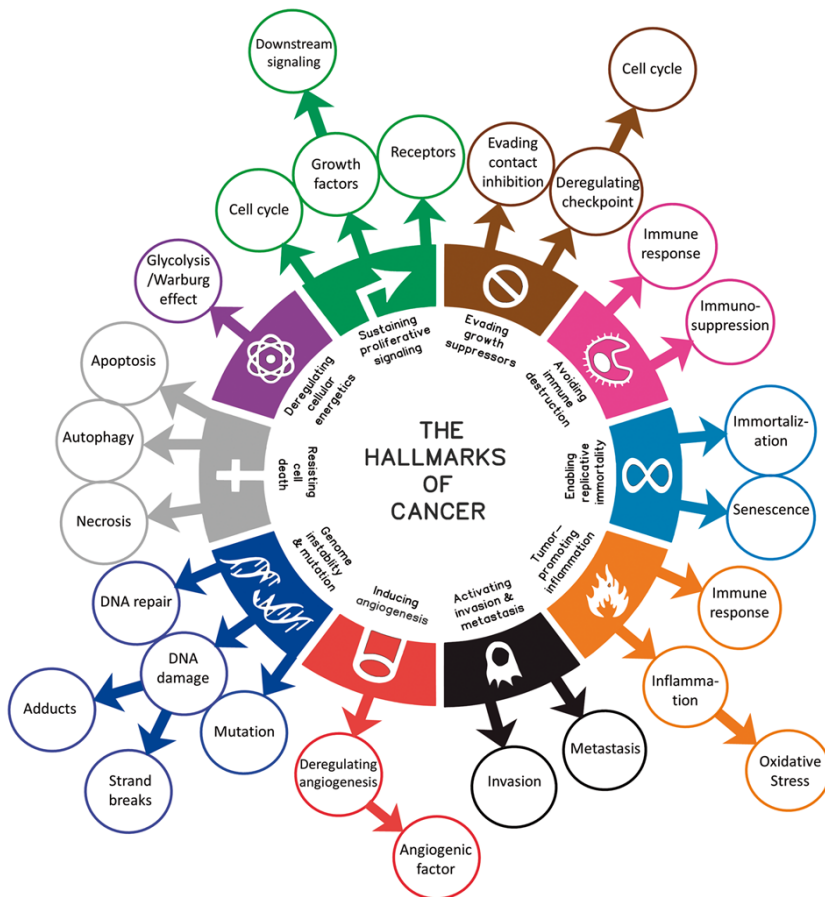 Downstream
signaling
Cell cycle
Growth
factors
Receptors
Evading
contact
inhibition
Deregulating
checkpoint
Cell cycle
Immune
response
Immuno-
suppression
Glycolysis
/Warburg
effect
Apoptosis
Autophagy
Necrosis
Deregulating
cellular
energetics
Sustaining
proliferative
signaling
Evading
growth
suppressors
Avoiding
immune
destruction
Immortaliz-
ation
Senescence
Resisting
cell
death
THE
HALLMARKS
OF
CANCER
Enabling
replicative
immortality
Genome
instablity
& mutation
Inducing
angiogenesis
Activating
invasion &
metastasis
Tumor-
promoting
inflammation
DNA repair
DNA
damage
Adducts
Strand
breaks
Mutation
Deregulating
angiogenesis
Angiogenic
factor
Invasion
Metastasis
Immune
response
Inflamma-
tion
Oxidative
Stress